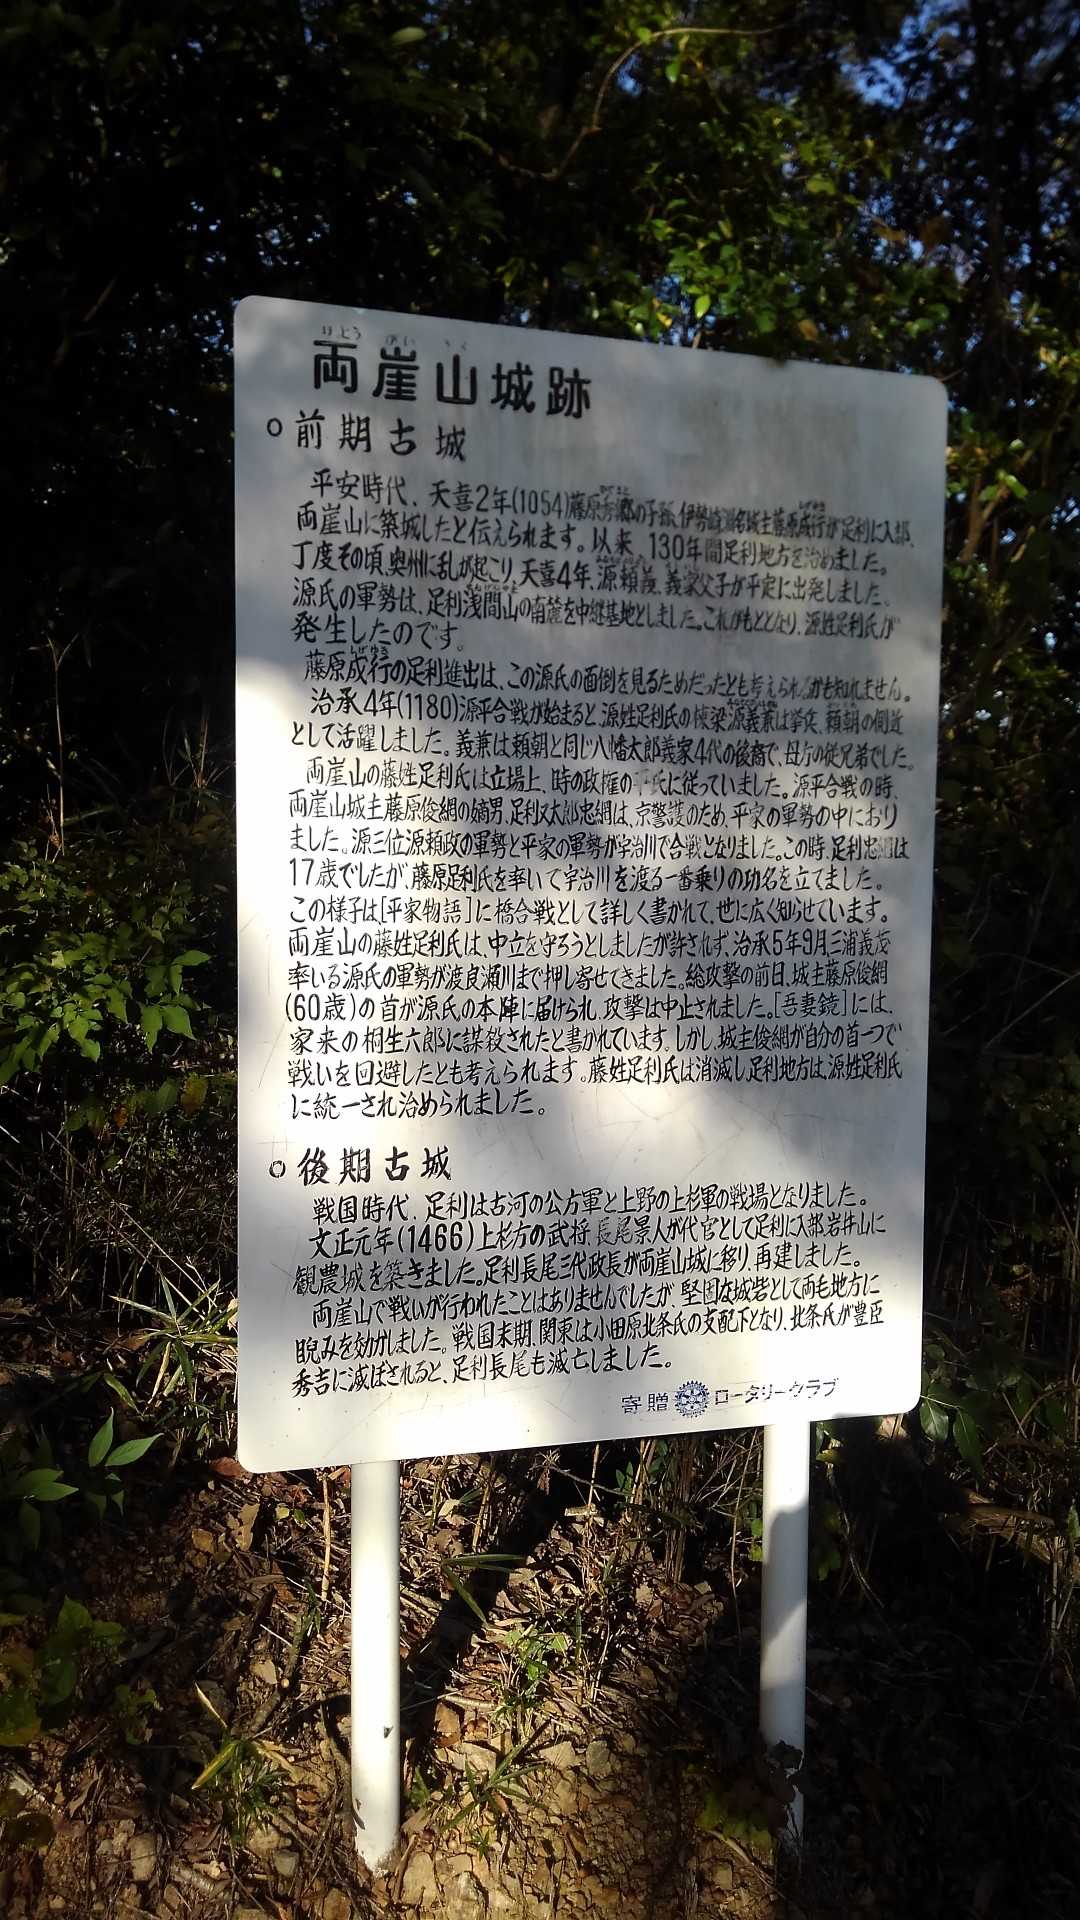 両崖山城跡
○前期古城
平安時代、天喜2年(1054)藤原秀郷の子孫、伊勢崎淵名城主藤原成行が足利に入部、
両崖山に築城したと伝えられます。以来、130年間足利地方を治めました。
丁度その頃、奥州に乱が起こり、天喜4年、源頼義、義家父子が平定に出発しました。
源氏の軍勢は、足利浅間山の南麓を中継基地としました。これがもととなり、源姓足利氏が
発生したのです。
藤原成行の足利進出は、この源氏の面倒を見るためだったとも考えられるかも知れません。
治承4年(1180)源平合戦が始まると、源姓足利氏の棟梁源義兼は挙兵、頼朝の側近
として活躍しました。義兼は頼朝と同じ八幡太郎義家4代の後裔で、母方の従兄弟でした。
両崖山の藤姓足利氏は立場上、時の政権の平氏に従っていました。源平合戦の時、
両崖山城主藤原俊綱の嫡男、足利又太郎忠綱は、京警護のため、平家の軍勢の中におり
ました。源三位源頼政の軍勢と平家の軍勢が宇治川で合戦となりました。この時、足利忠綱は
17歳でしたが、藤原足利氏を率いて宇治川を渡る一番乗りの功名を立てました。
この様子は、[平家物語]に橋合戦として詳しく書かれて、世に広く知らせています。
両崖山の藤姓足利氏は、中立を守ろうとしましたが許されず、治承5年9月三浦義茂
率いる源氏の軍勢が渡良瀬川まで押し寄せてきました。総攻撃の前日、城主藤原俊綱
(60歳)の首が源氏の本陣に届けられ、攻撃は中止されました。[吾妻鏡]には、
家来の桐生六郎に謀殺されたと書かれています。しかし、城主俊綱が自分の首一つで
戦いを回避したとも考えられます。藤姓足利氏は消滅し、足利地方は、源姓足利氏
に統一され治められました。
○後期古城
戦国時代、足利は古河の公方軍と上野の上杉軍の戦場となりました。
文正元年(1466)上杉方の武将、長尾景人が代官として足利に入部岩井山に
観農城を築きました。足利長尾三代政長が両崖山城に移り、再建しました。
両崖山で戦いが行われたことはありませんでしたが、堅固な城砦として両毛地方に
睨みを効かしました。戦国末期、関東は小田原北条氏の支配下となり、北条氏が豊臣
秀吉に滅ぼされると、足利長尾も滅亡しました。
寄贈 ロータリークラブ